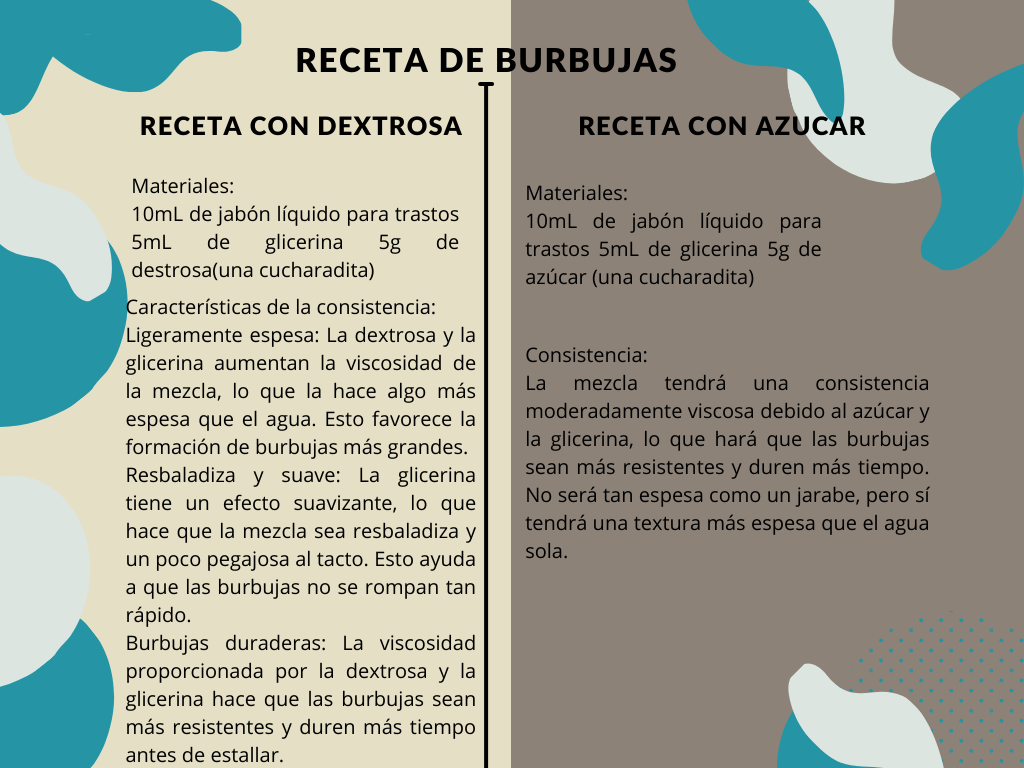 RECETA DE BURBUJAS
RECETA CON DEXTROSA
Materiales:
10mL de jabón líquido para trastos
5mL de glicerina 5g de
destrosa(una cucharadita)
Características de la consistencia:
Ligeramente espesa: La dextrosa y la
glicerina aumentan la viscosidad de
la mezcla, lo que la hace algo más
espesa que el agua. Esto favorece la
formación de burbujas más grandes.
Resbaladiza y suave: La glicerina
tiene un efecto suavizante, lo que
hace que la mezcla sea resbaladiza y
un poco pegajosa al tacto. Esto ayuda
a que las burbujas no se rompan tan
rápido.
Burbujas duraderas: La viscosidad
proporcionada por la dextrosa y la
glicerina hace que las burbujas sean
más resistentes y duren más tiempo
antes de estallar.
RECETA CON AZUCAR
Materiales:
10mL de jabón líquido para
trastos 5mL de glicerina 5g de
azúcar (una cucharadita)
Consistencia:
La mezcla tendrá una consistencia
moderadamente viscosa debido al azúcar y
la glicerina, lo que hará que las burbujas
sean más resistentes y duren más tiempo.
No será tan espesa como un jarabe, pero sí
tendrá una textura más espesa que el agua
sola.